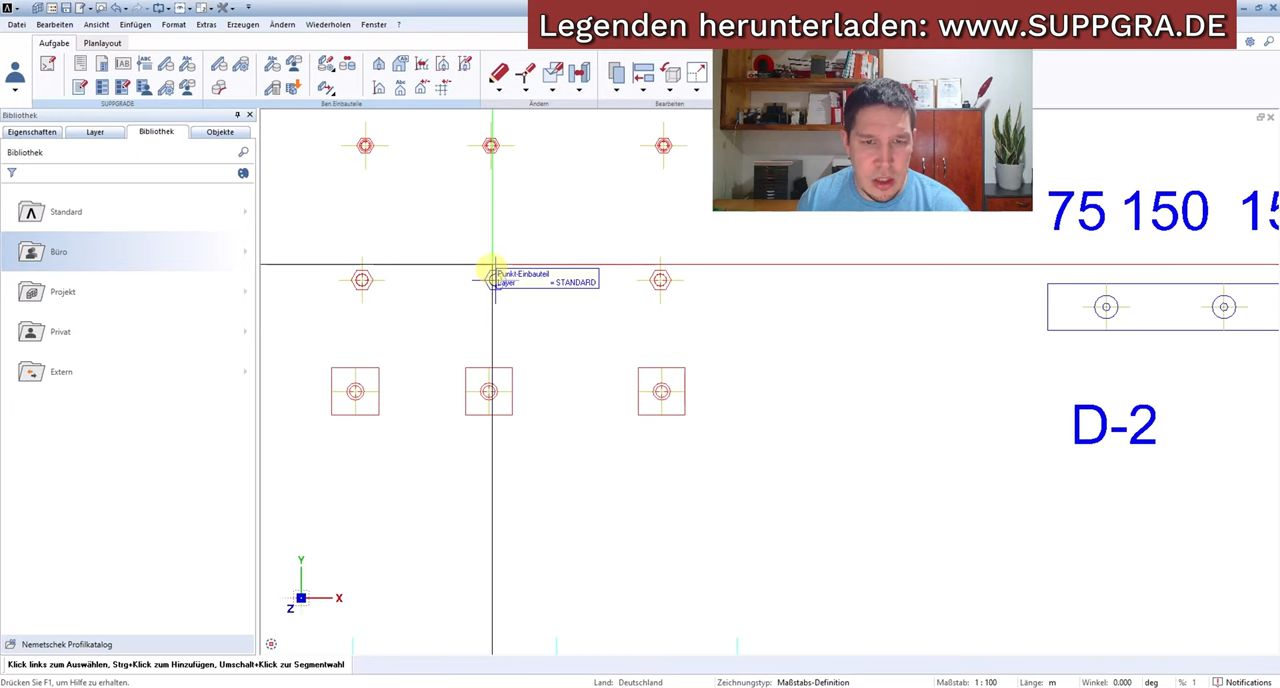 Legenden herunterladen: www.SUPPGRA.DE
Datei Bearbeiten Ansicht Einfügen Format Extras Erzeugen Ändern Wiederholen Fenster ?
Aufgabe Planlayout
SUPPGRADE Ben.Einbauteile Ändern Bearbeiten
Bibliothek
Eigenschaften Layer Bibliothek Objekte
Bibliothek
Standard
Büro
Projekt
Privat
Extern
Nemetschek Profilkatalog
Punkt-Einbauteil
Layer = STANDARD
75 150 15
D-2
Y
X
Z
Klick links zum Auswählen, Strg+Klick zum Hinzufügen, Umschalt+Klick zur Segmentwahl
Drücken Sie F1, um Hilfe zu erhalten. Land: Deutschland Zeichnungstyp: Maßstabs-Definition Maßstab: 1 : 100 Länge: m Winkel: 0.000 deg %: 1 Notifications